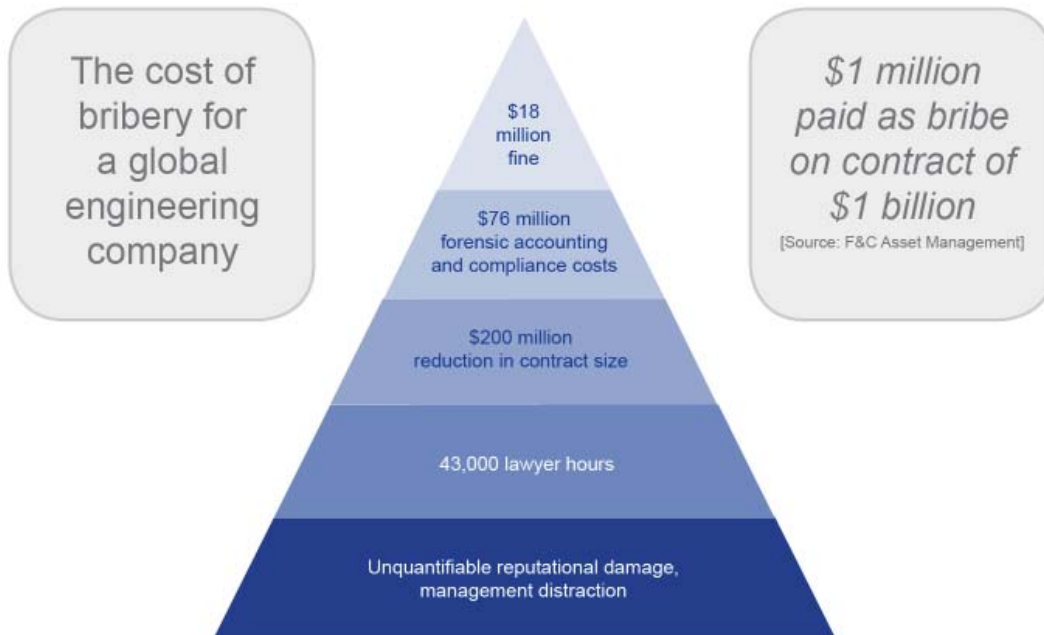 The cost of
bribery for
a global
engineering
company
$18
million
fine
$76 million
forensic accounting
and compliance costs
$200 million
reduction in contract size
43,000 lawyer hours
Unquantifiable reputational damage,
management distraction
$1 million
paid as bribe
on contract of
$1 billion
[Source: F&C Asset Management]